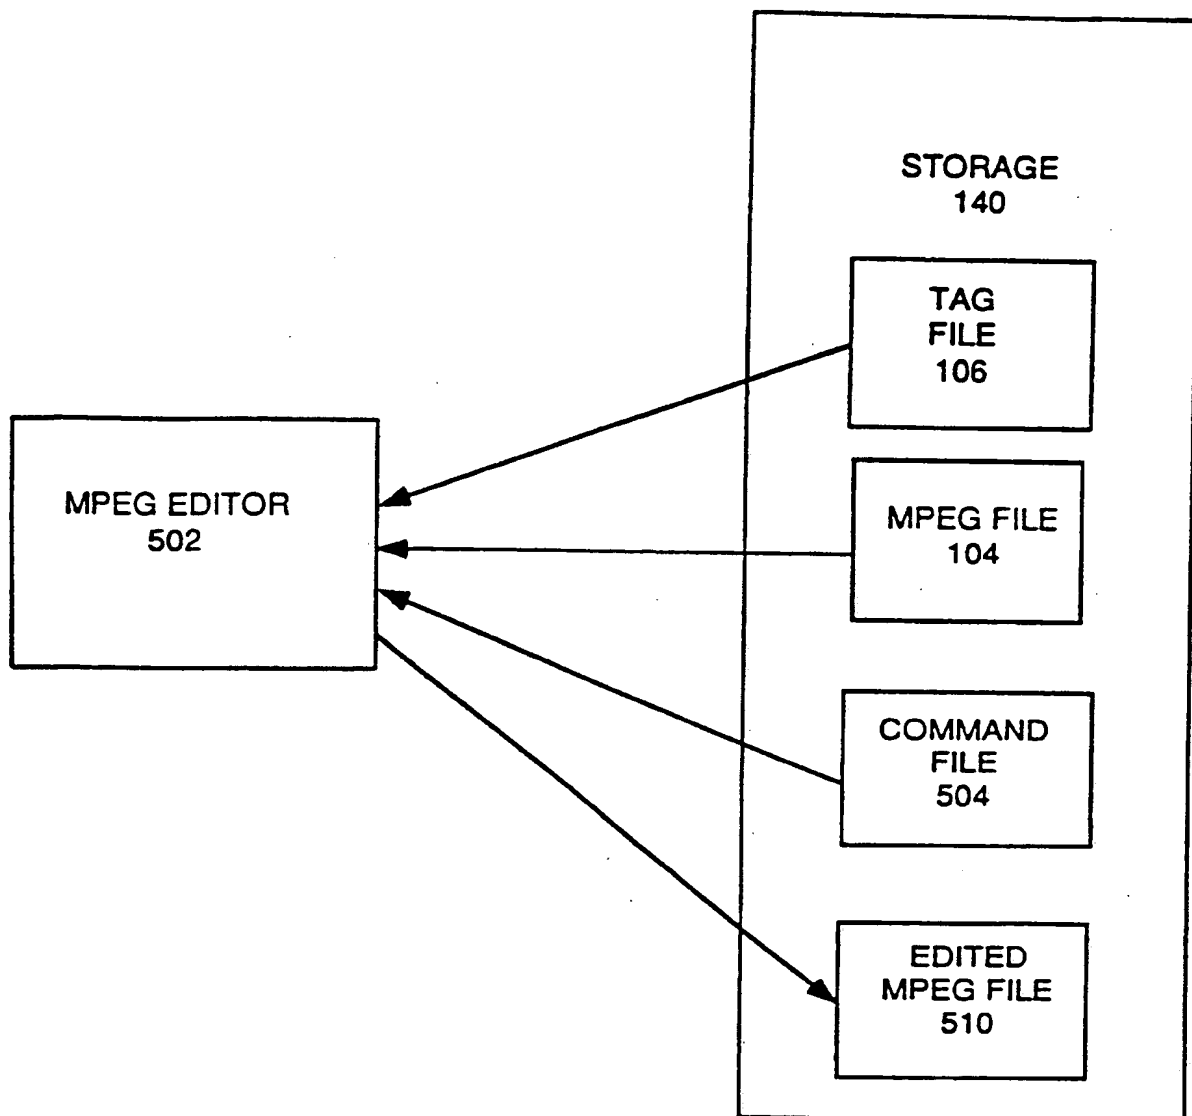 STORAGE
140
TAG
FILE
106
MPEG EDITOR
502
MPEG FILE
104
COMMAND
FILE
504
EDITED
MPEG FILE
510